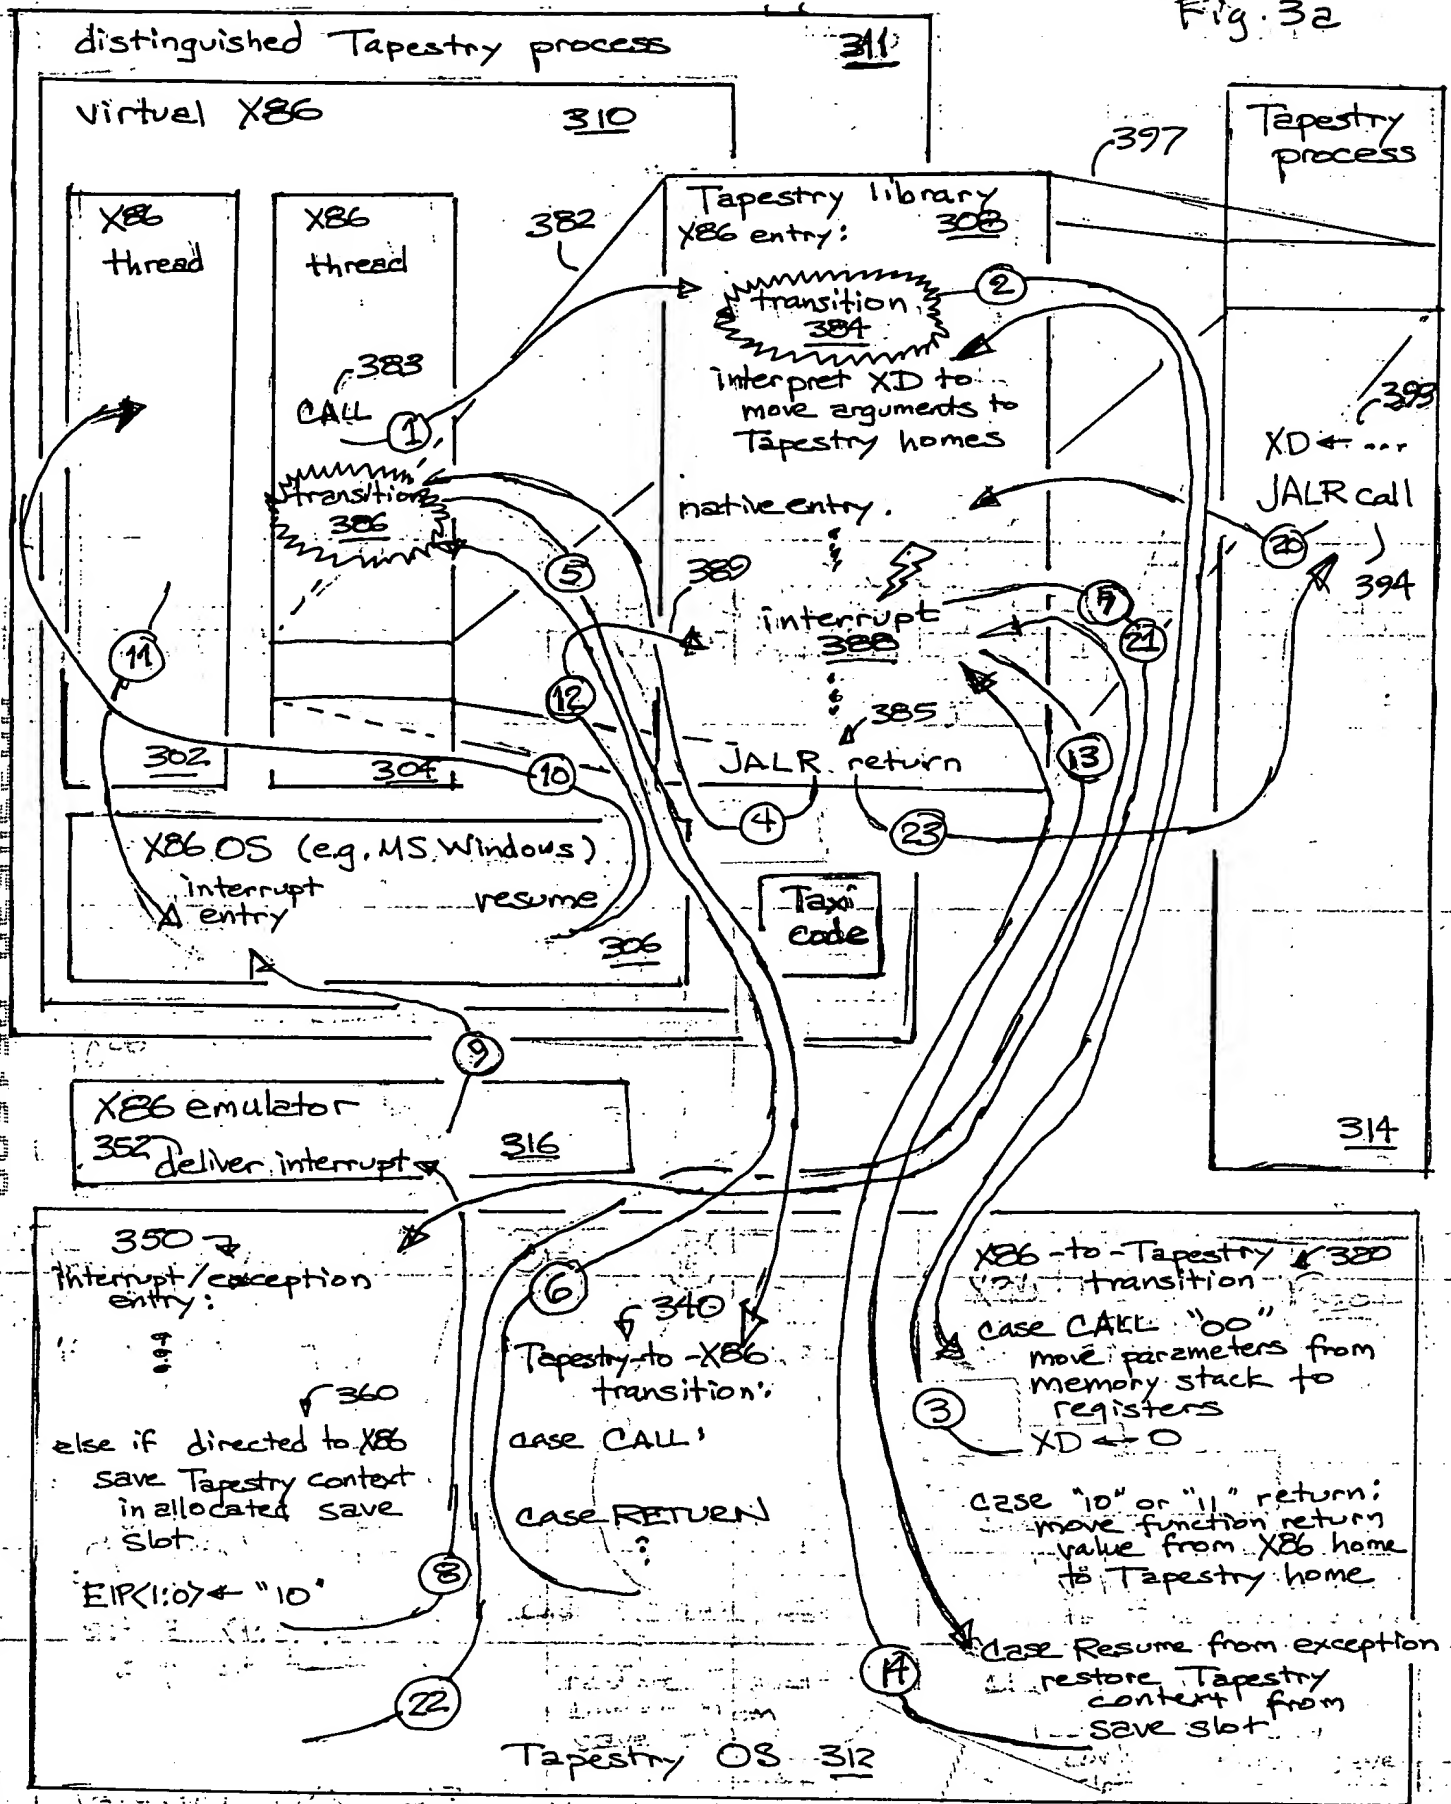 Fig. 3a
distinguished Tapestry process
311
virtual X86
310
X86
thread
302
X86
thread
382
383
CALL
1
transition
386
304
Tapestry library
308
X86 entry:
transition
384
2
interpret XD to
move arguments to
Tapestry homes
native entry.
389
interrupt
388
385
JALR return
397
Tapestry
process
393
XD ← ...
JALR call
20
394
5
21
11
12
10
13
4
23
X86 OS (e.g. MS Windows)
interrupt
entry
resume
306
Taxi
code
9
X86 emulator
352
deliver interrupt
316
314
350
interrupt/exception
entry:
360
else if directed to X86
save Tapestry context
in allocated save
slot
EIP<1:0> ← "10"
8
22
6
340
Tapestry-to-X86
transition:
case CALL:
case RETURN
X86-to-Tapestry
transition
320
case CALL "00"
move parameters from
memory stack to
registers
XD ← 0
3
case "10" or "11" return:
move function return
value from X86 home
to Tapestry home
case Resume from exception
restore Tapestry
context from
save slot
14
Tapestry OS 312